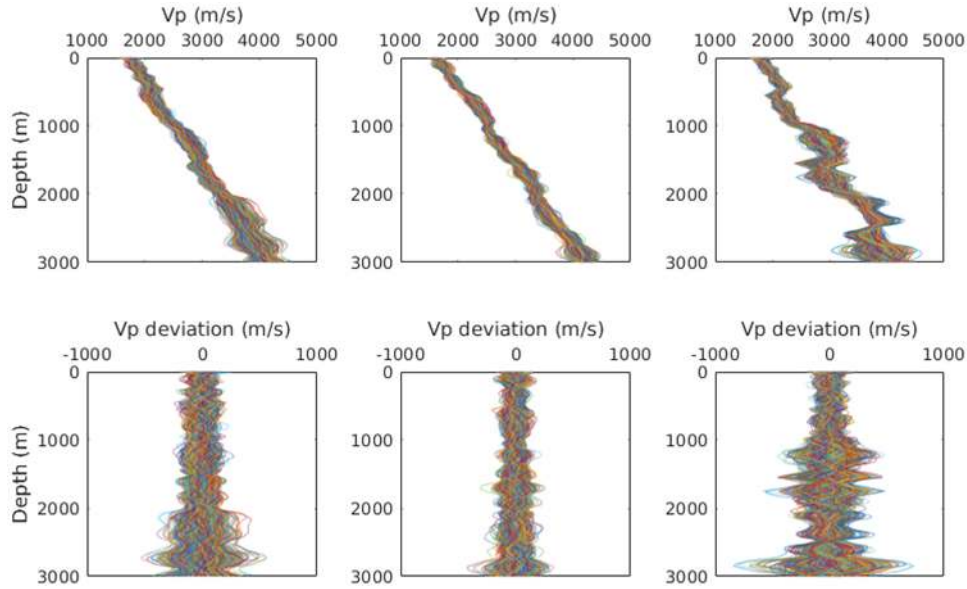 Vp (m/s) Vp (m/s) Vp (m/s)
1000 2000 3000 4000 5000 1000 2000 3000 4000 5000 1000 2000 3000 4000 5000
0 0 0
1000 1000 1000
Depth (m)
2000 2000 2000
3000 3000 3000
Vp deviation (m/s) Vp deviation (m/s) Vp deviation (m/s)
-1000 0 1000 -1000 0 1000 -1000 0 1000
0 0 0
1000 1000 1000
Depth (m)
2000 2000 2000
3000 3000 3000